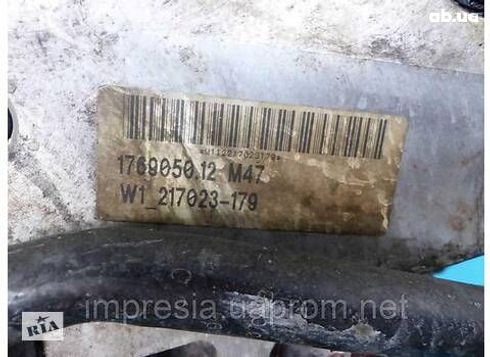 ab.ua
1769050.12 M47
W1_217023-179
impresia.uaprom.net
RIA